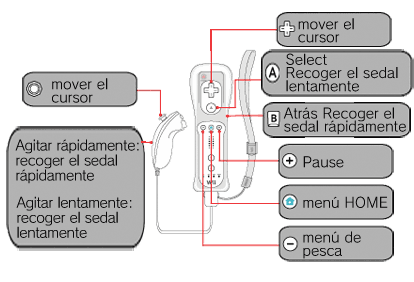 mover el
cursor
A Select
Recoger el sedal
lentamente
mover el
cursor
B Atrás Recoger el
sedal rápidamente
Agitar rápidamente:
recoger el sedal
rápidamente
Agitar lentamente:
recoger el sedal
lentamente
+ Pause
menú HOME
− menú de
pesca
Wii